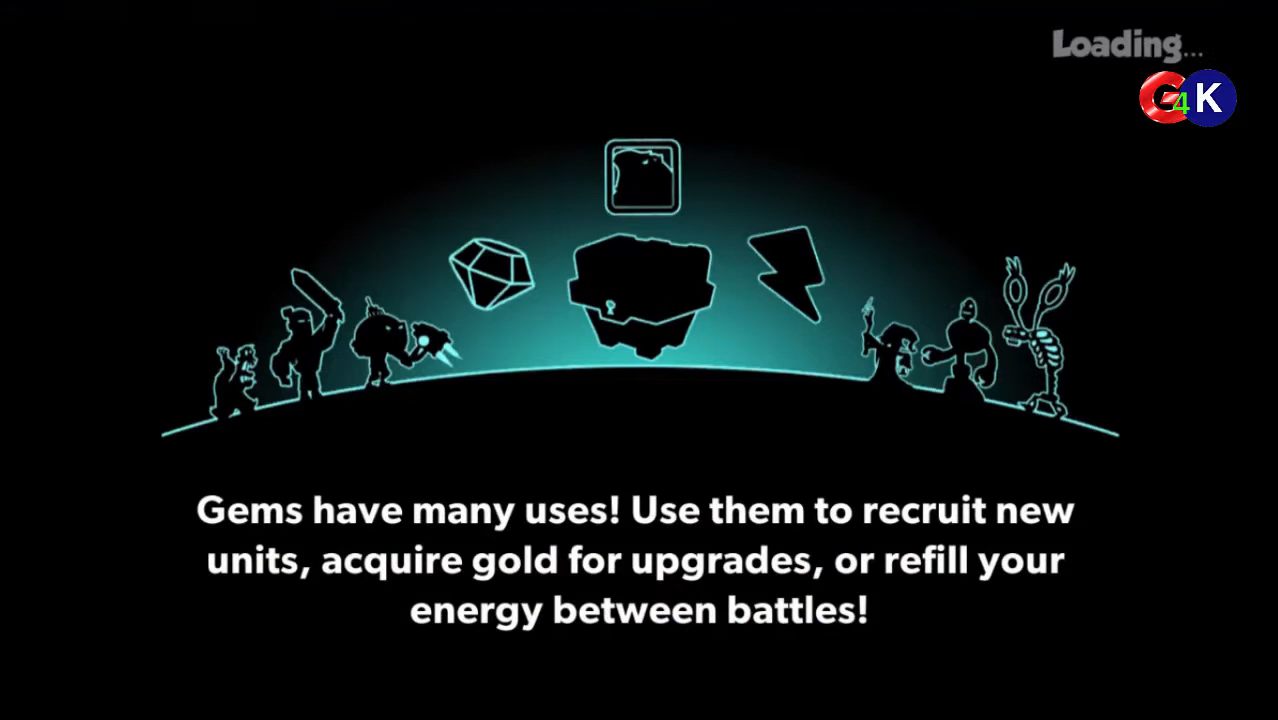 Loading...
G4K
Gems have many uses! Use them to recruit new
units, acquire gold for upgrades, or refill your
energy between battles!